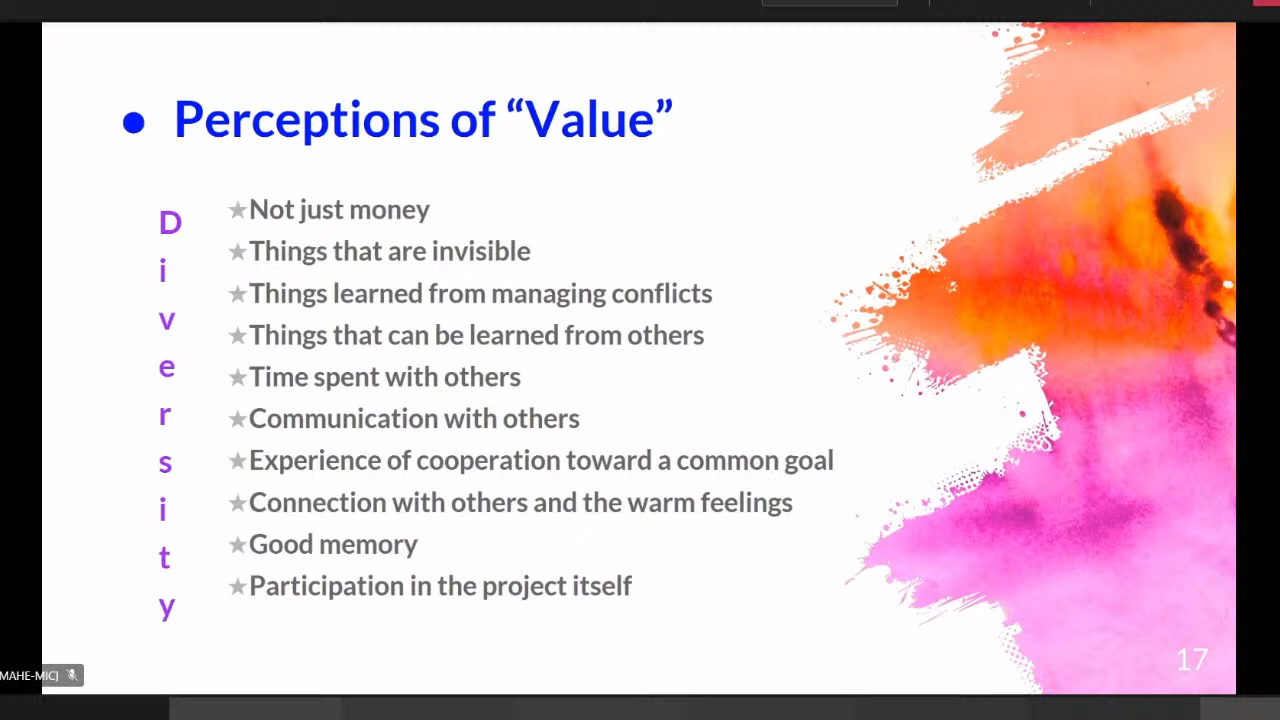 ● Perceptions of “Value”
Diversity
★Not just money
★Things that are invisible
★Things learned from managing conflicts
★Things that can be learned from others
★Time spent with others
★Communication with others
★Experience of cooperation toward a common goal
★Connection with others and the warm feelings
★Good memory
★Participation in the project itself
17
MAHE-MIC)